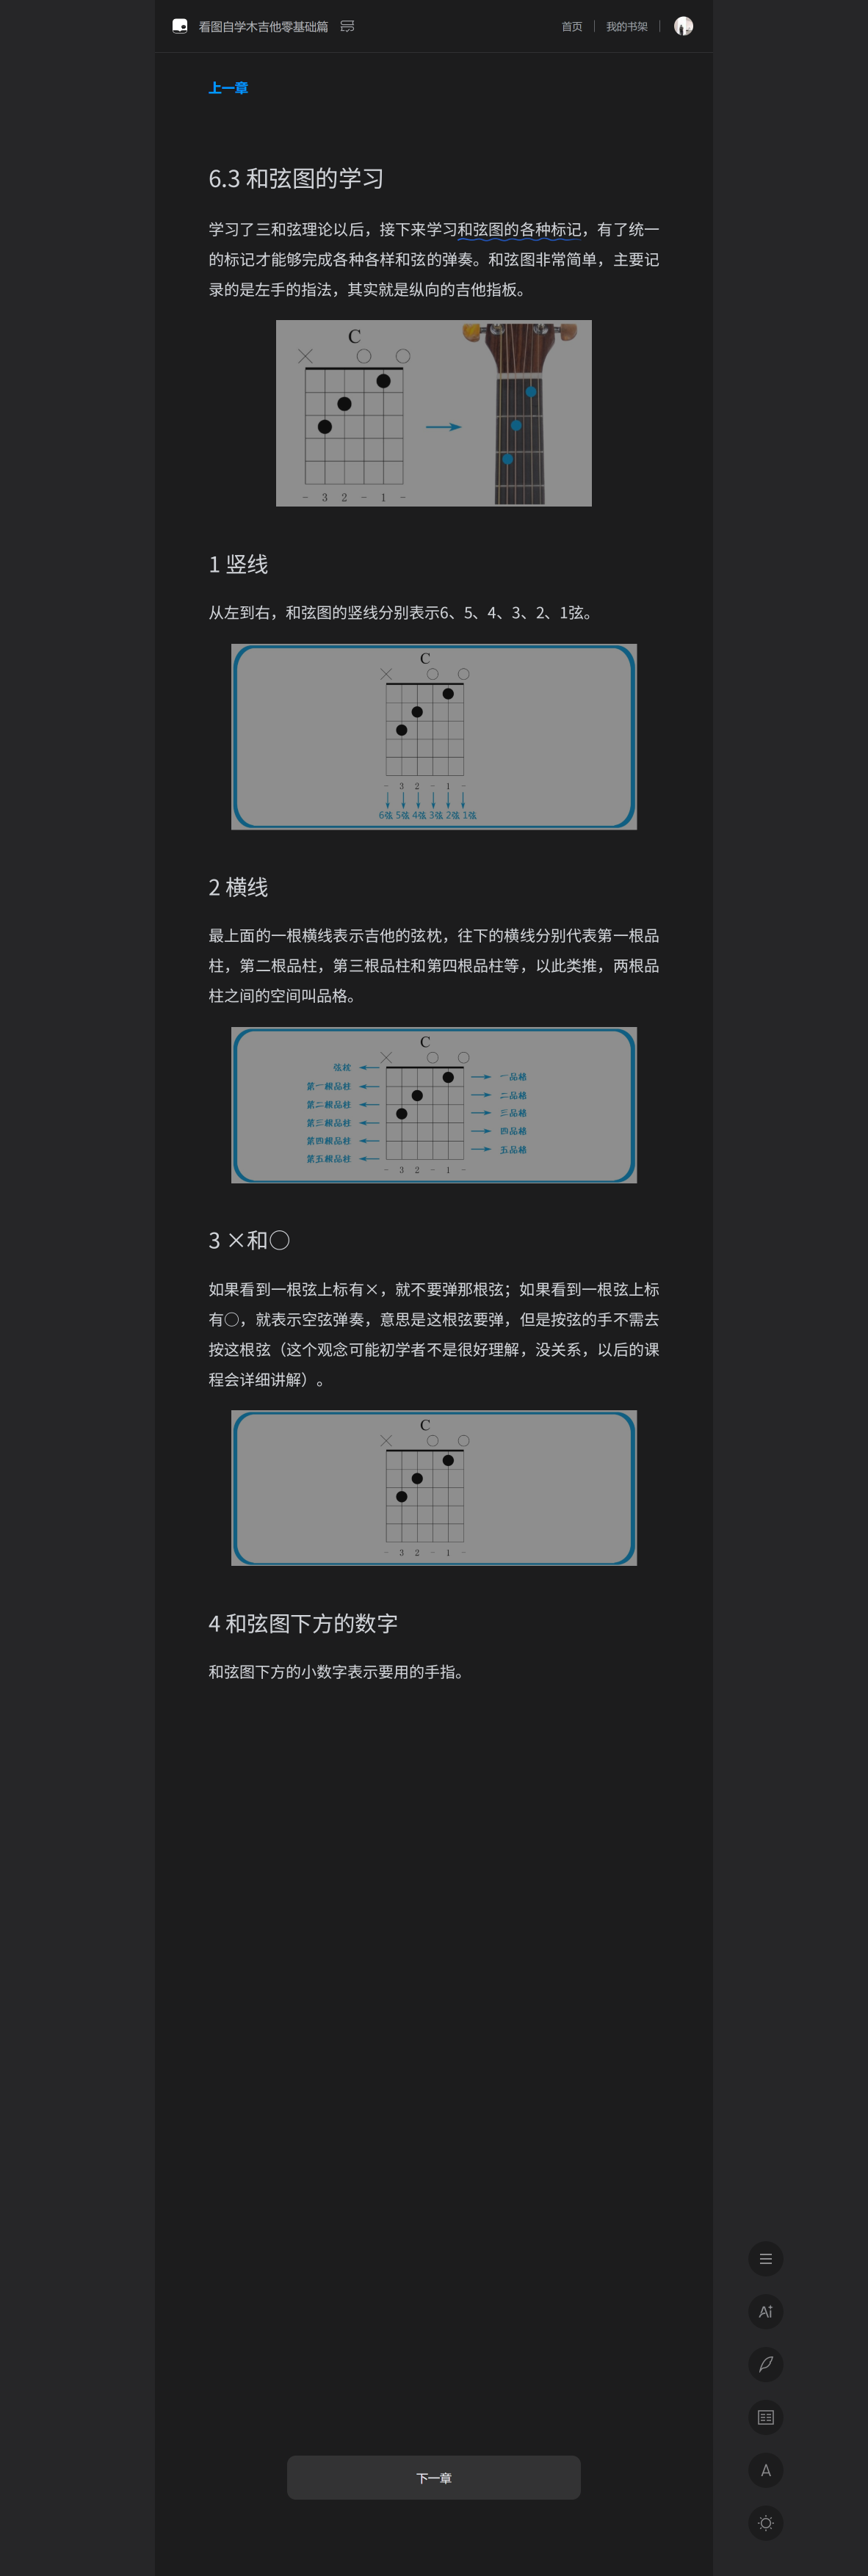 看图自学木吉他零基础篇
首页
我的书架
上一章
6.3 和弦图的学习
学习了三和弦理论以后，接下来学习和弦图的各种标记，有了统一
的标记才能够完成各种各样和弦的弹奏。和弦图非常简单，主要记
录的是左手的指法，其实就是纵向的吉他指板。
C
- 3 2 - 1 -
1 竖线
从左到右，和弦图的竖线分别表示6、5、4、3、2、1弦。
C
- 3 2 - 1 -
6弦 5弦 4弦 3弦 2弦 1弦
2 横线
最上面的一根横线表示吉他的弦枕，往下的横线分别代表第一根品
柱，第二根品柱，第三根品柱和第四根品柱等，以此类推，两根品
柱之间的空间叫品格。
C
弦枕
一品格
第一根品柱
二品格
第二根品柱
三品格
第三根品柱
四品格
第四根品柱
五品格
第五根品柱
- 3 2 - 1 -
3 ×和○
如果看到一根弦上标有×，就不要弹那根弦；如果看到一根弦上标
有○，就表示空弦弹奏，意思是这根弦要弹，但是按弦的手不需去
按这根弦（这个观念可能初学者不是很好理解，没关系，以后的课
程会详细讲解）。
C
- 3 2 - 1 -
4 和弦图下方的数字
和弦图下方的小数字表示要用的手指。
下一章